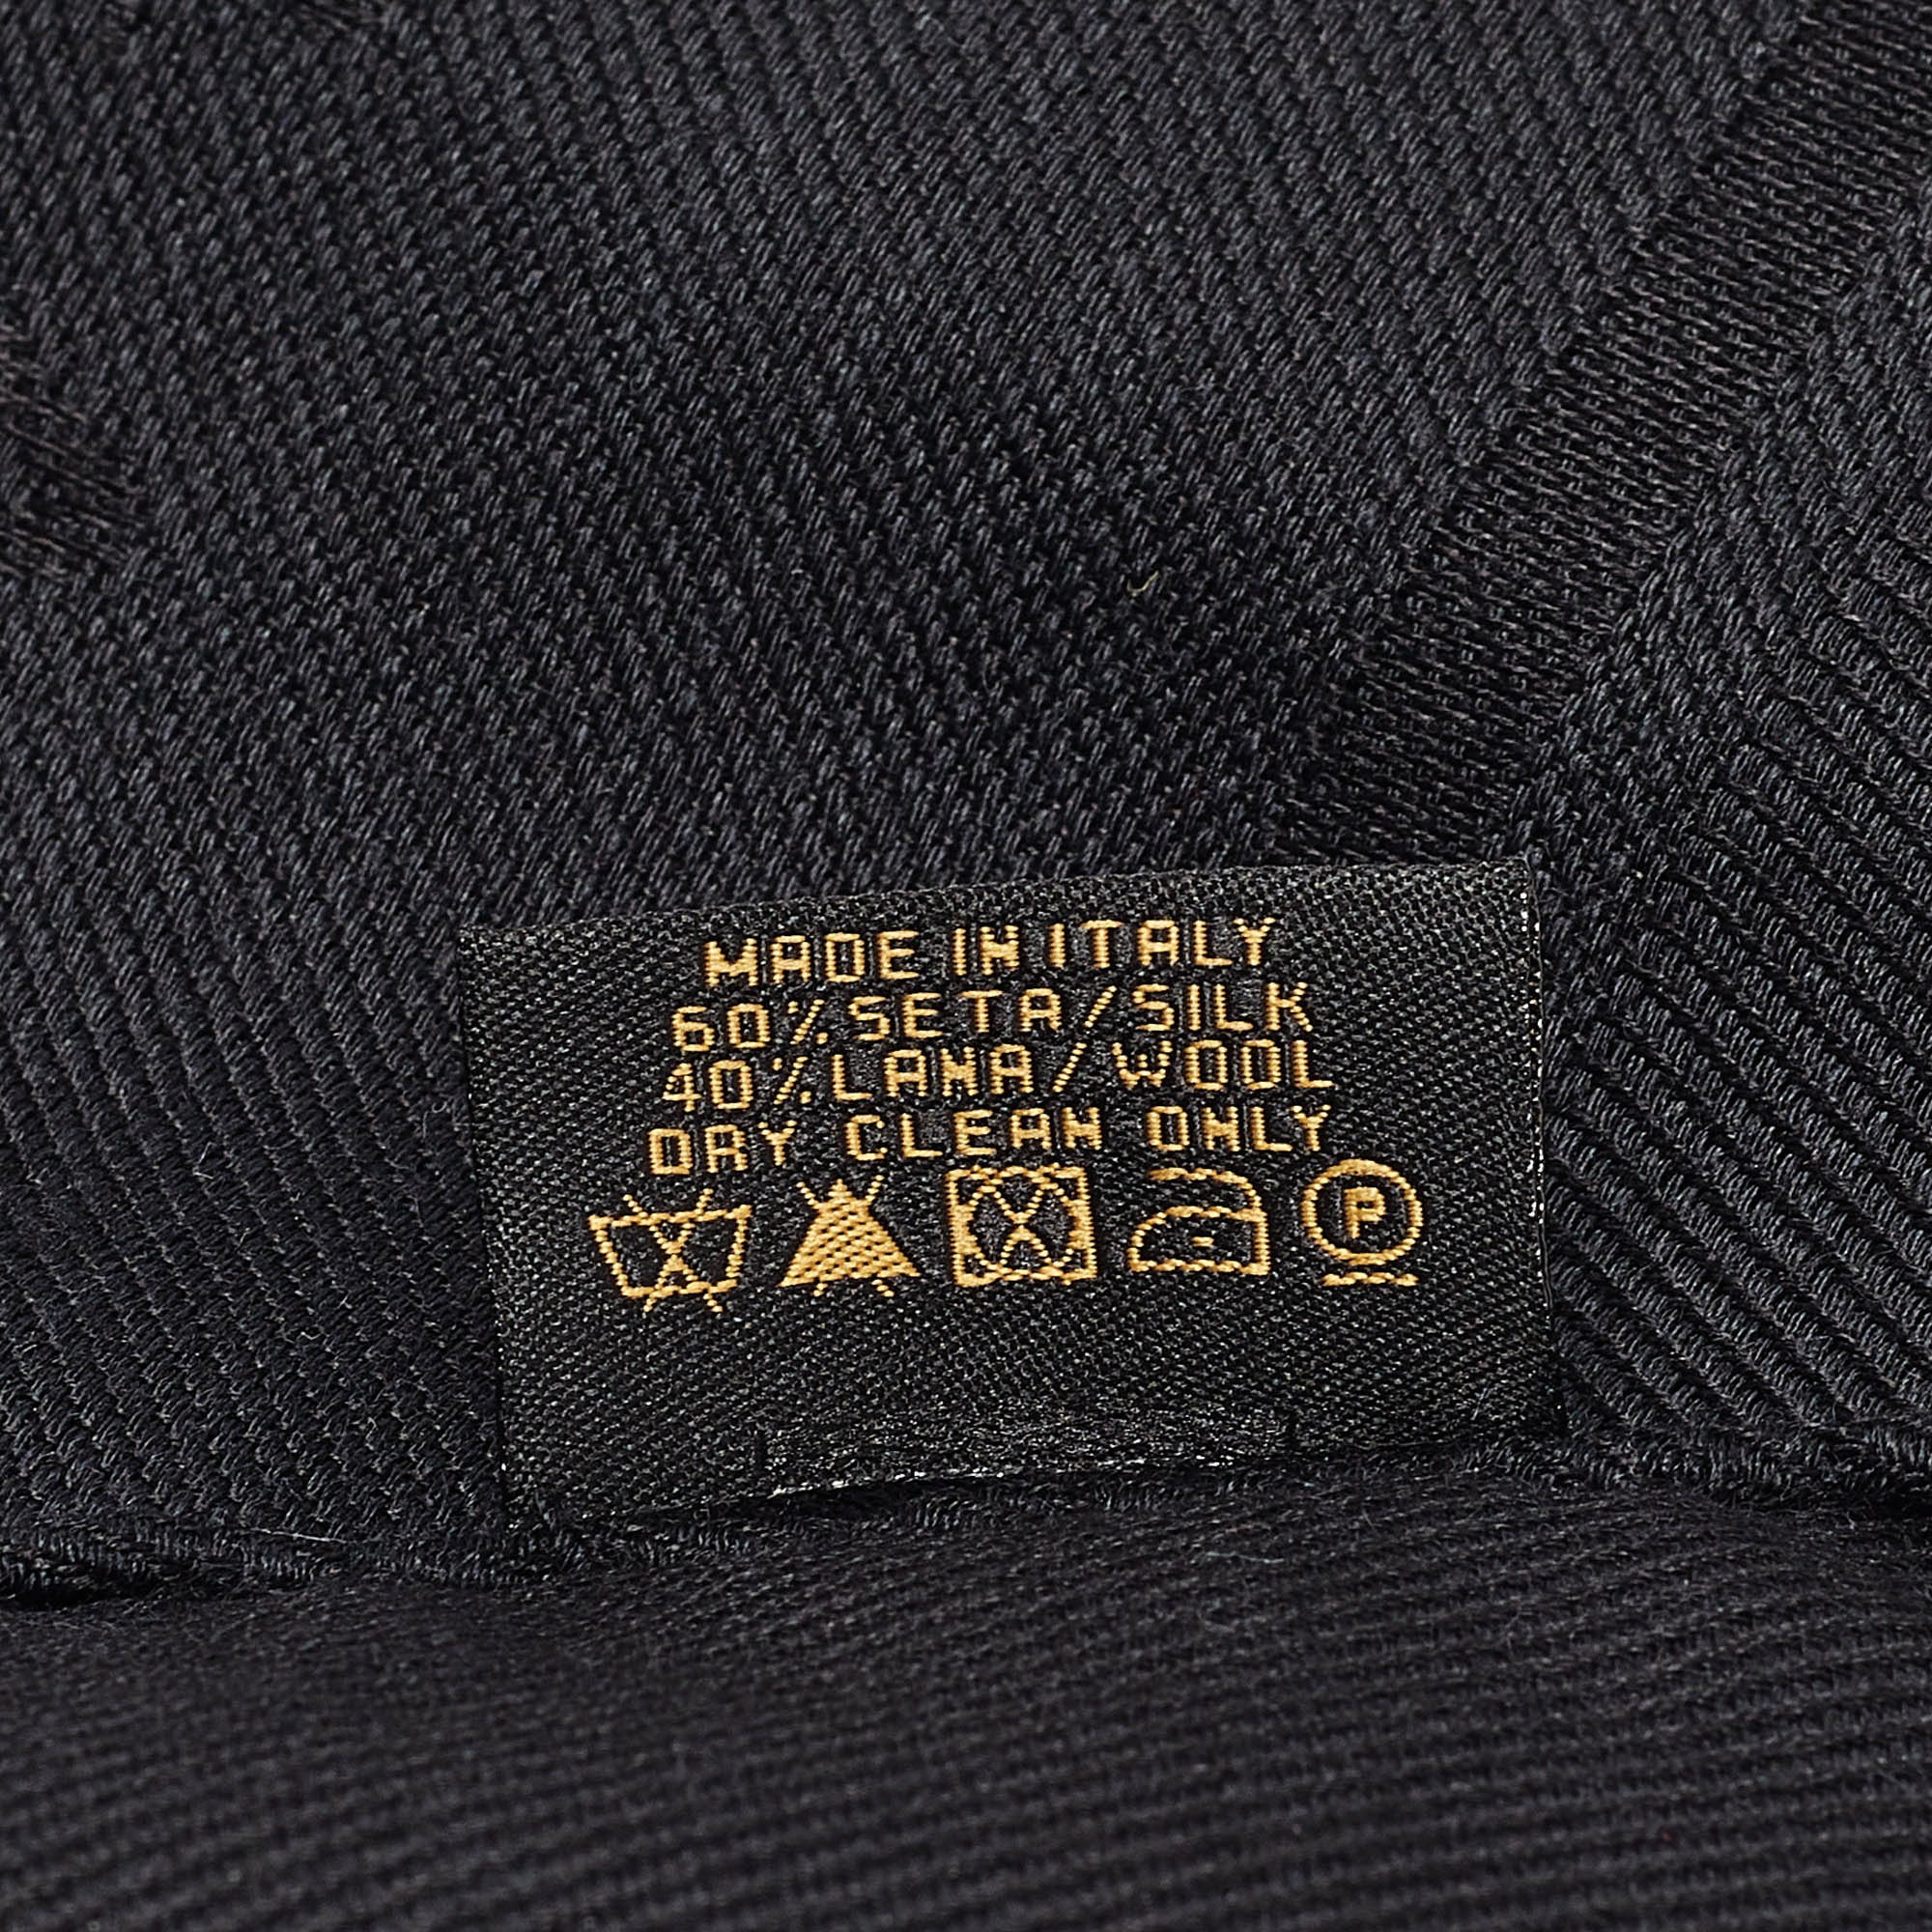 MADE IN ITALY
60% SETA/SILK
40% LANA/WOOL
DRY CLEAN ONLY
P